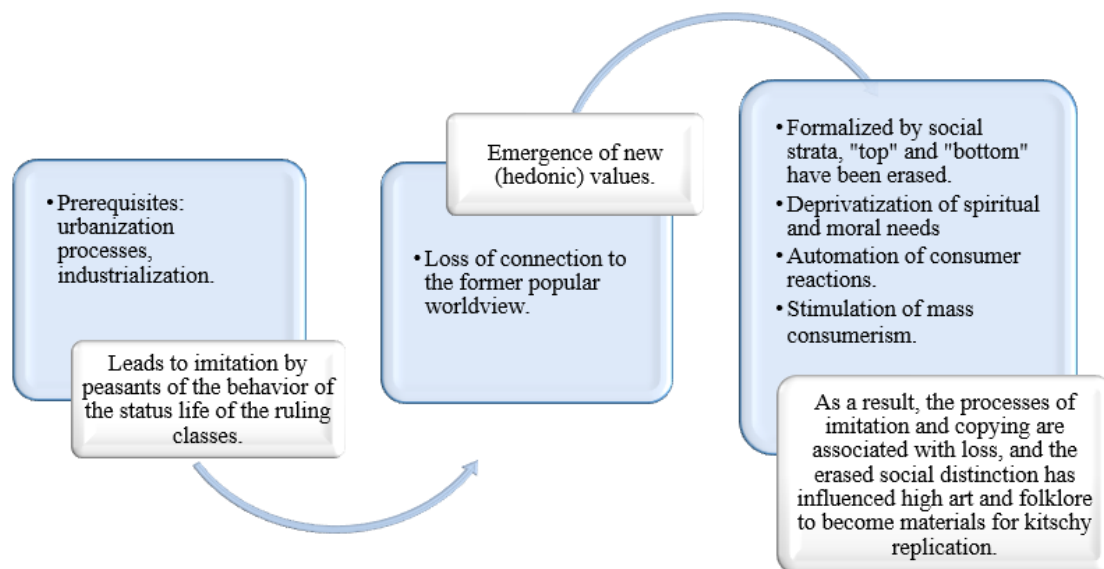 • Prerequisites:
urbanization
processes,
industrialization.
Leads to imitation by
peasants of the behavior of
the status life of the ruling
classes.
Emergence of new
(hedonic) values.
• Loss of connection to
the former popular
worldview.
• Formalized by social
strata, "top" and "bottom"
have been erased.
• Deprivatization of spiritual
and moral needs
• Automation of consumer
reactions.
• Stimulation of mass
consumerism.
As a result, the processes of
imitation and copying are
associated with loss, and the
erased social distinction has
influenced high art and folklore
to become materials for kitschy
replication.